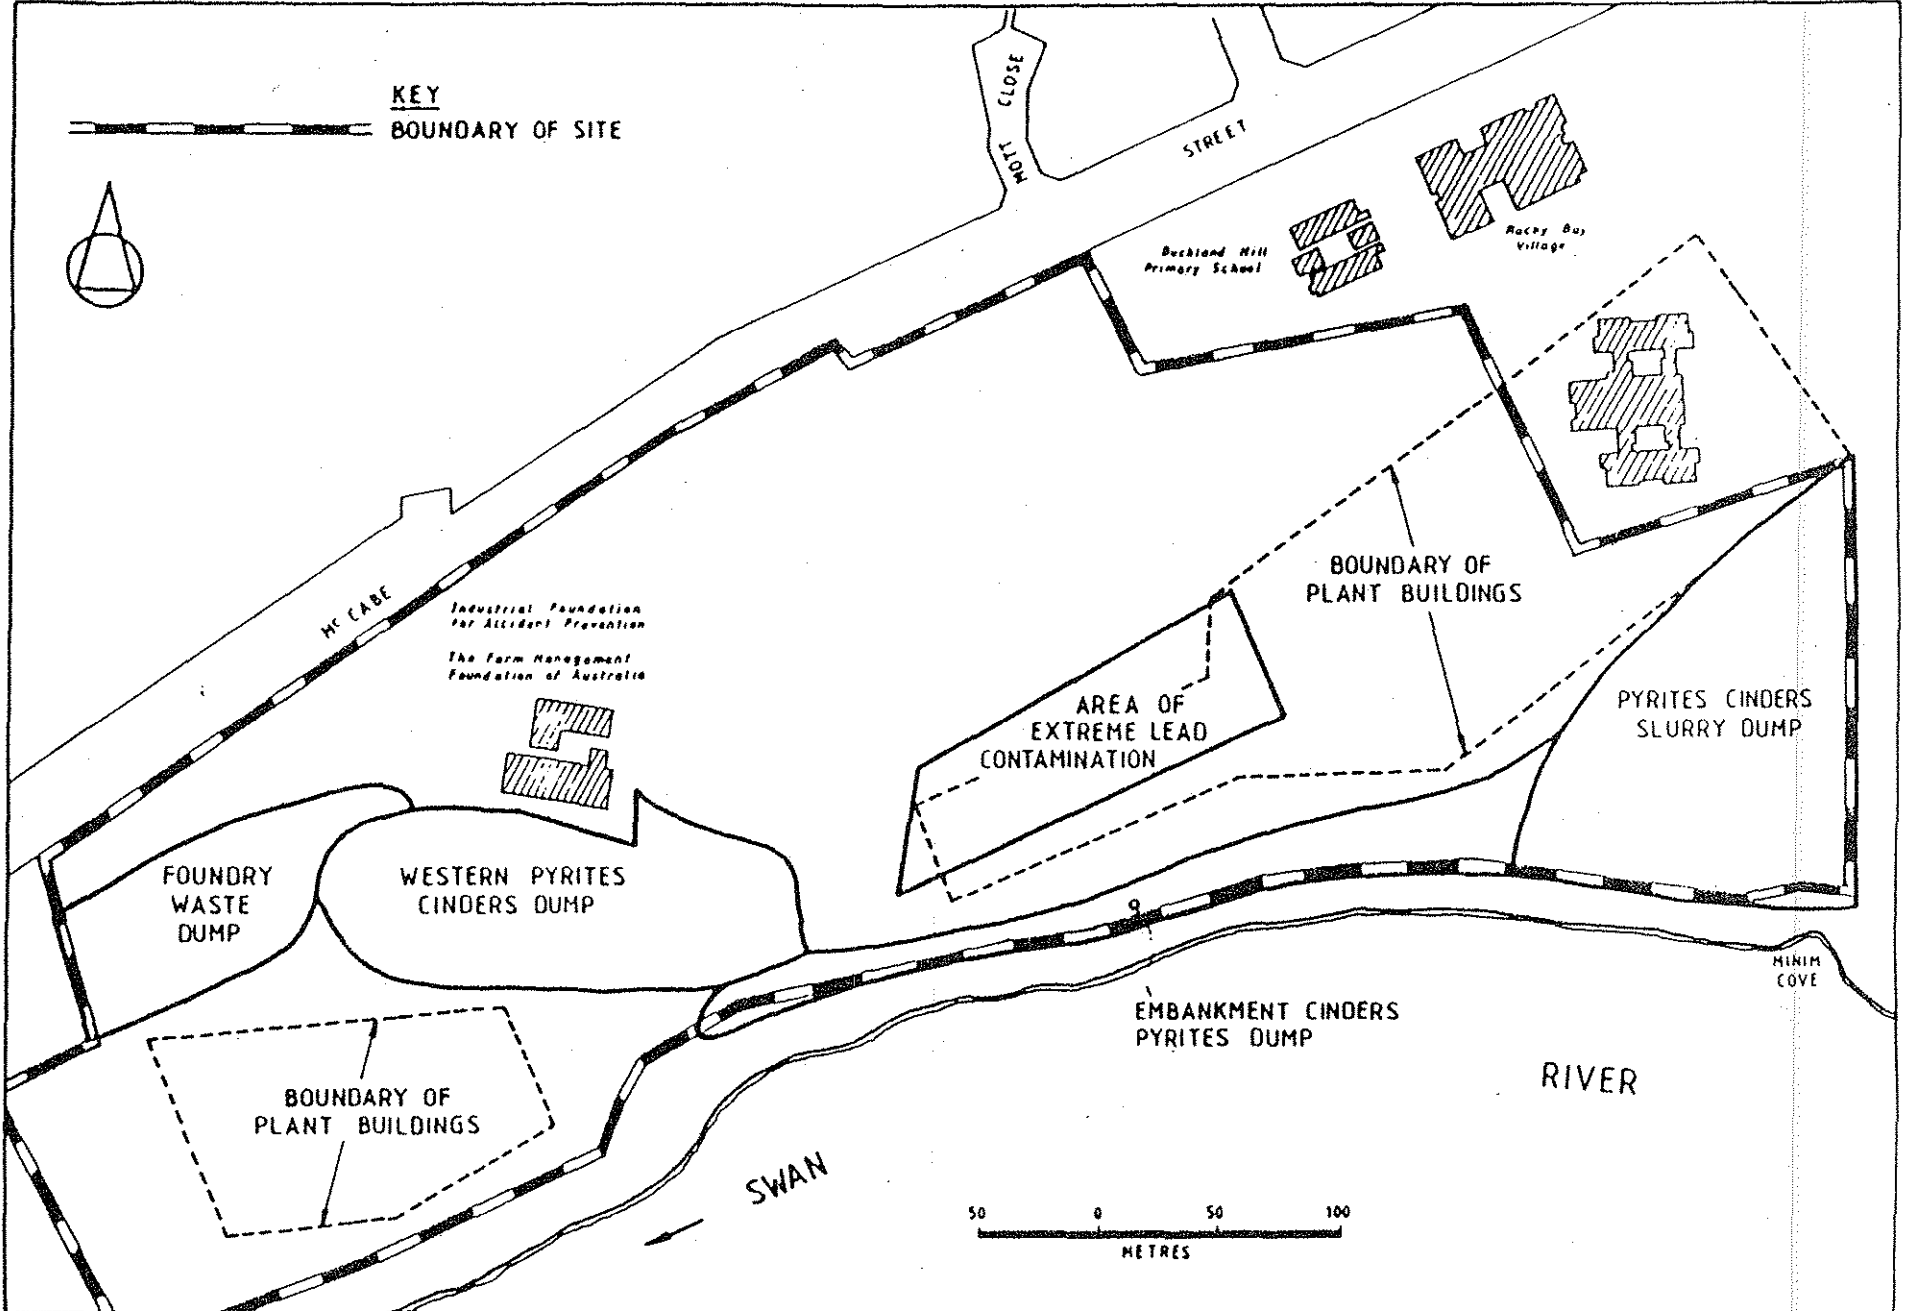 KEY
BOUNDARY OF SITE
MOTT CLOSE
STREET
Buckland Hill
Primary School
Rocky Bay
Village
Mc CABE
Industrial Foundation
for Accident Prevention
The Farm Management
Foundation of Australia
BOUNDARY OF
PLANT BUILDINGS
AREA OF
EXTREME LEAD
CONTAMINATION
PYRITES CINDERS
SLURRY DUMP
FOUNDRY
WASTE
DUMP
WESTERN PYRITES
CINDERS DUMP
MINIM
COVE
EMBANKMENT CINDERS
PYRITES DUMP
BOUNDARY OF
PLANT BUILDINGS
RIVER
SWAN
50 0 50 100
METRES